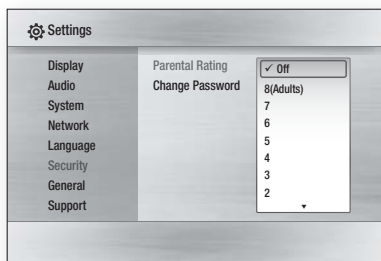 Settings
Display
Audio
System
Network
Language
Security
General
Support
Parental Rating
Change Password
✓ Off
8(Adults)
7
6
5
4
3
2